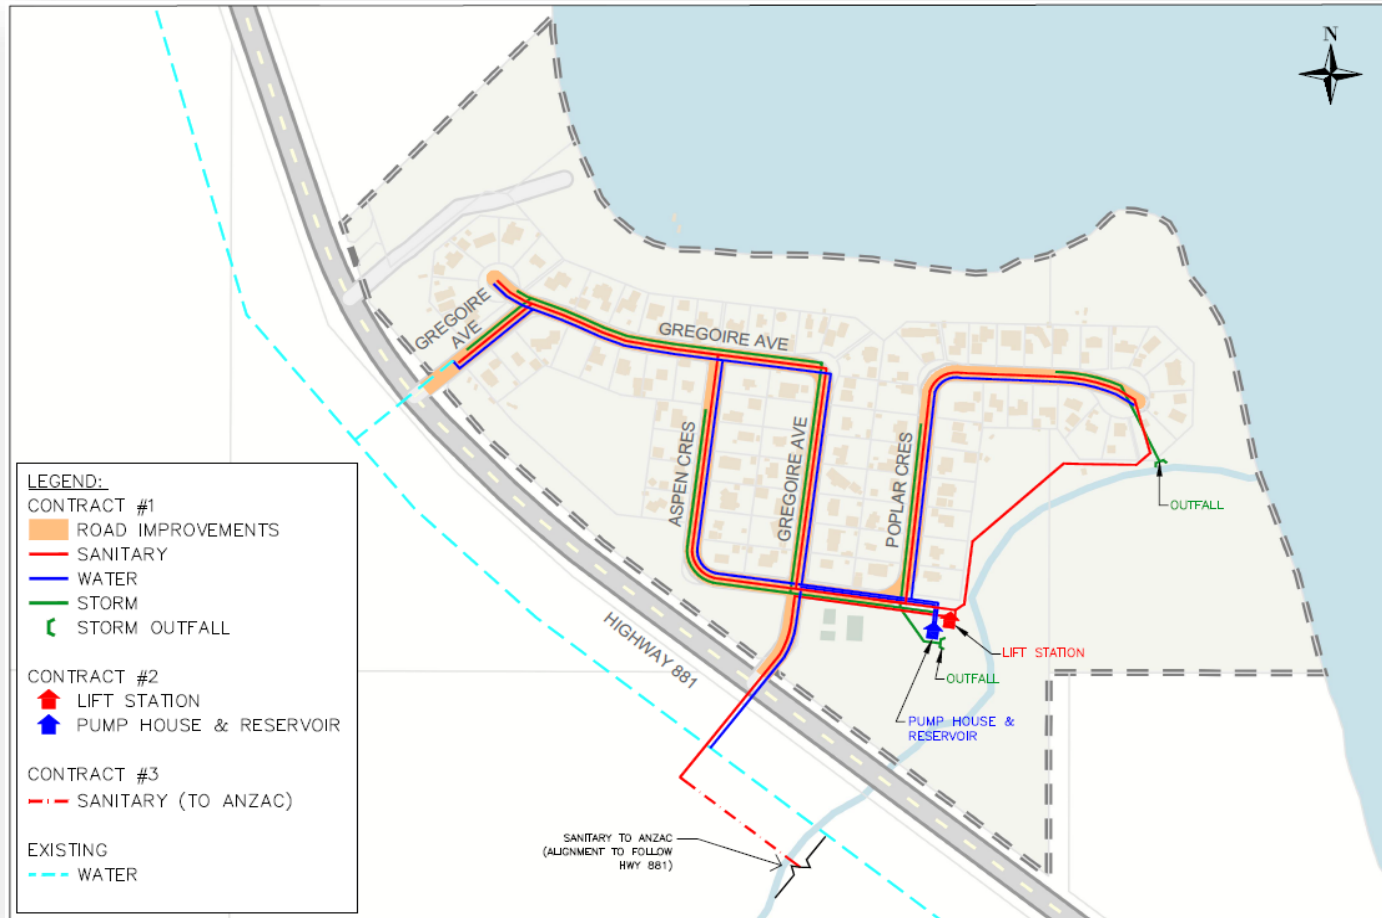 N
GREGOIRE
AVE
GREGOIRE AVE
ASPEN CRES
GREGOIRE AVE
POPLAR CRES
HIGHWAY 881
OUTFALL
LIFT STATION
OUTFALL
PUMP HOUSE &
RESERVOIR
SANITARY TO ANZAC
(ALIGNMENT TO FOLLOW
HWY 881)
LEGEND:
CONTRACT #1
ROAD IMPROVEMENTS
SANITARY
WATER
STORM
STORM OUTFALL
CONTRACT #2
LIFT STATION
PUMP HOUSE & RESERVOIR
CONTRACT #3
SANITARY (TO ANZAC)
EXISTING
WATER